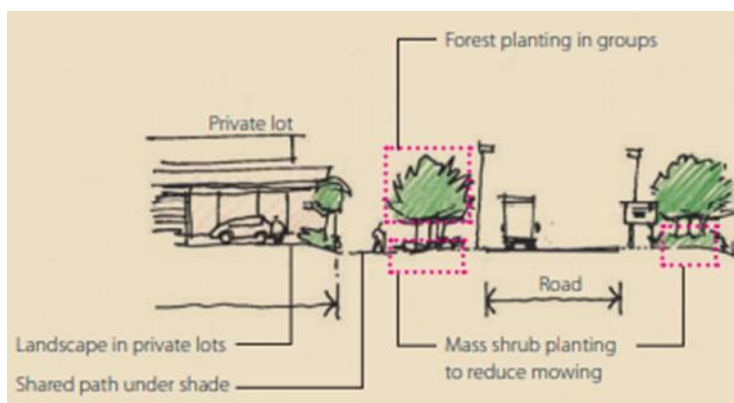 Forest planting in groups
Private lot
Road
Landscape in private lots
Mass shrub planting
to reduce mowing
Shared path under shade